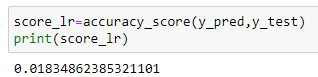 score_lr=accuracy_score(y_pred,y_test)
print(score_lr)
0.01834862385321101